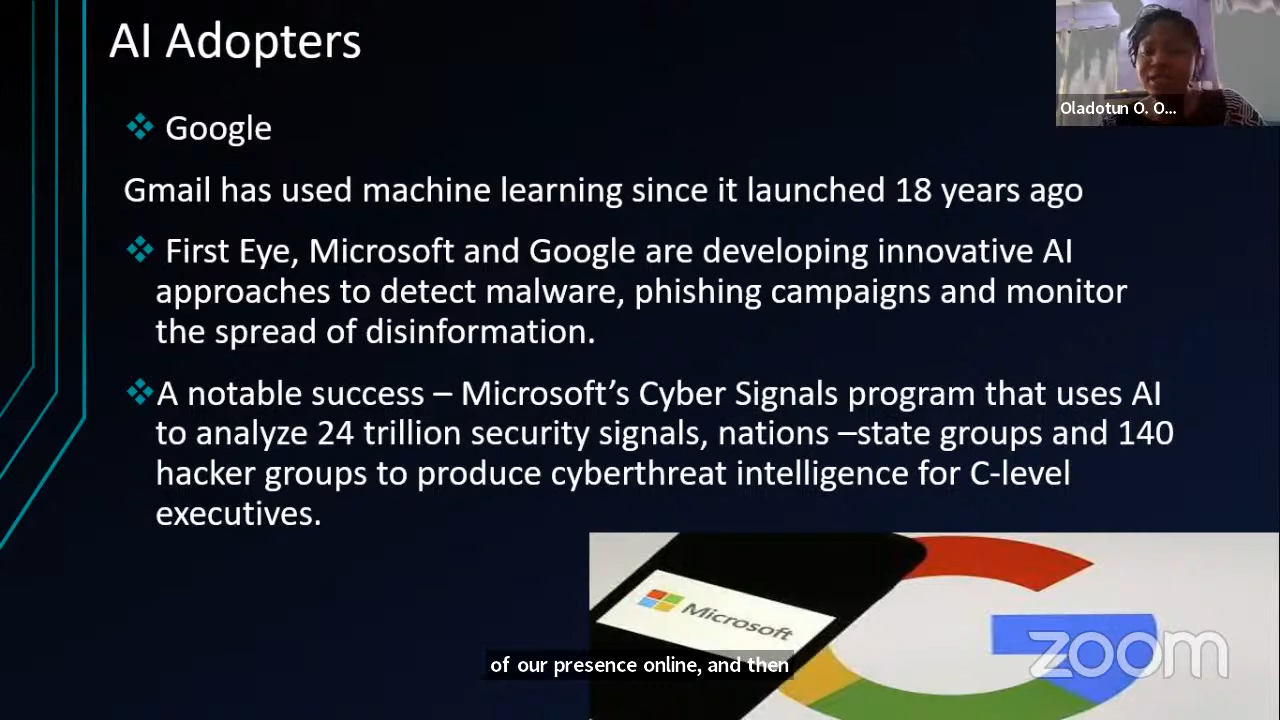 AI Adopters
Oladotun O. O...
❖ Google
Gmail has used machine learning since it launched 18 years ago
❖ First Eye, Microsoft and Google are developing innovative AI
approaches to detect malware, phishing campaigns and monitor
the spread of disinformation.
❖A notable success – Microsoft's Cyber Signals program that uses AI
to analyze 24 trillion security signals, nations –state groups and 140
hacker groups to produce cyberthreat intelligence for C-level
executives.
Microsoft
of our presence online, and then
zoom